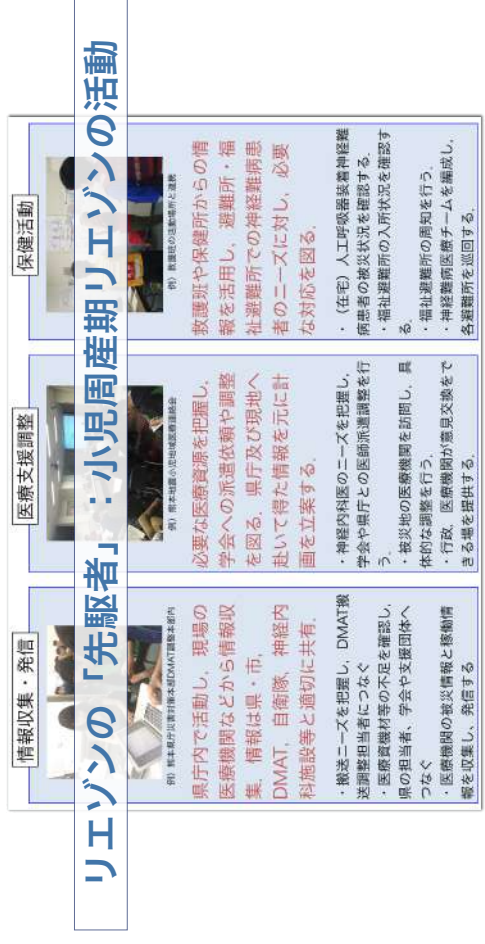 リエゾンの「先駆者」：小児周産期リエゾンの活動
情報収集・発信
例）熊本県庁災害対策本部DMAT調整本部内
県庁内で活動し、現場の
医療機関などから情報収
集．情報は県・市，
DMAT，自衛隊，神経内
科施設等と適切に共有．
・搬送ニーズを把握し，DMAT搬
送調整担当者につなぐ
・医療資機材等の不足を確認し，
県の担当者、学会や支援団体へ
つなぐ
・医療機関の被災情報と稼働情
報を収集し、発信する
医療支援調整
例）熊本地震小児地域医療連絡会
必要な医療資源を把握し，
学会への派遣依頼や調整
を図る．県庁及び現地へ
赴いて得た情報を元に計
画を立案する．
・神経内科医のニーズを把握し，
学会や県庁との医師派遣調整を行
う．
・被災地の医療機関を訪問し，具
体的な調整を行う．
・行政，医療機関が意見交換をで
きる場を提供する．
保健活動
例）救護班の活動場所と連携
救護班や保健所からの情
報を活用し，避難所・福
祉避難所での神経難病患
者のニーズに対し，必要
な対応を図る．
・（在宅）人工呼吸器装着神経難
病患者の被災状況を確認する．
・福祉避難所の入所状況を確認す
る．
・福祉避難所の周知を行う．
・神経難病医療チームを編成し，
各避難所を巡回する．